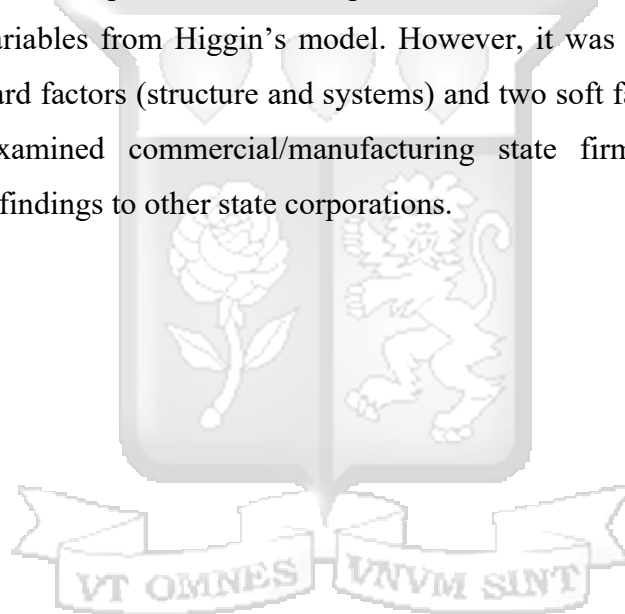 ariables from Higgin’s model. However, it was
ard factors (structure and systems) and two soft fa
xamined commercial/manufacturing state firm
findings to other state corporations.
VT OMNES VNVM SINT